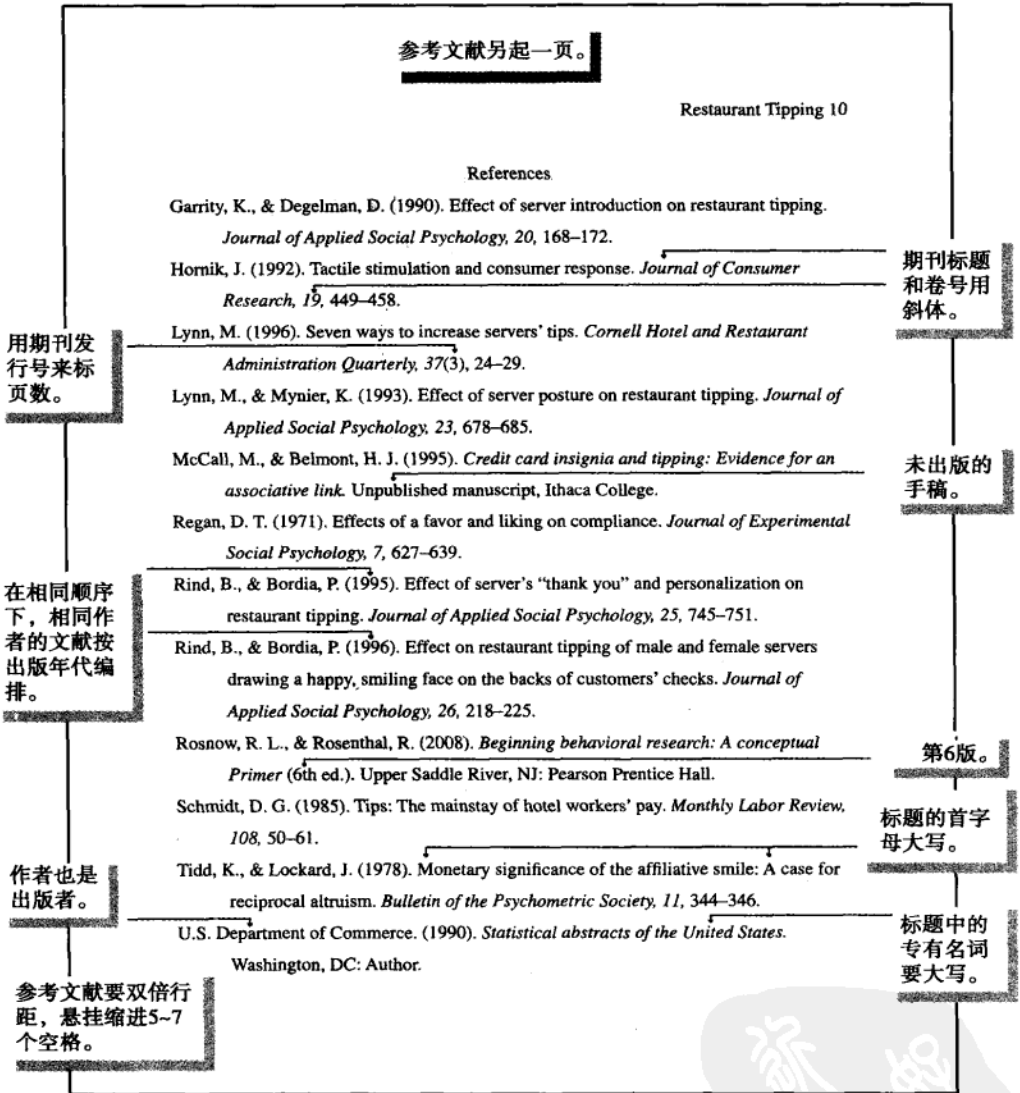 参考文献另起一页。
Restaurant Tipping 10
References
Garrity, K., & Degelman, D. (1990). Effect of server introduction on restaurant tipping.
Journal of Applied Social Psychology, 20, 168–172.
Hornik, J. (1992). Tactile stimulation and consumer response. Journal of Consumer
Research, 19, 449–458.
期刊标题
和卷号用
斜体。
Lynn, M. (1996). Seven ways to increase servers' tips. Cornell Hotel and Restaurant
Administration Quarterly, 37(3), 24–29.
用期刊发
行号来标
页数。
Lynn, M., & Mynier, K. (1993). Effect of server posture on restaurant tipping. Journal of
Applied Social Psychology, 23, 678–685.
McCall, M., & Belmont, H. J. (1995). Credit card insignia and tipping: Evidence for an
associative link. Unpublished manuscript, Ithaca College.
未出版的
手稿。
Regan, D. T. (1971). Effects of a favor and liking on compliance. Journal of Experimental
Social Psychology, 7, 627–639.
Rind, B., & Bordia, P. (1995). Effect of server's "thank you" and personalization on
restaurant tipping. Journal of Applied Social Psychology, 25, 745–751.
Rind, B., & Bordia, P. (1996). Effect on restaurant tipping of male and female servers
drawing a happy, smiling face on the backs of customers' checks. Journal of
Applied Social Psychology, 26, 218–225.
在相同顺序
下，相同作
者的文献按
出版年代编
排。
Rosnow, R. L., & Rosenthal, R. (2008). Beginning behavioral research: A conceptual
Primer (6th ed.). Upper Saddle River, NJ: Pearson Prentice Hall.
第6版。
Schmidt, D. G. (1985). Tips: The mainstay of hotel workers' pay. Monthly Labor Review,
108, 50–61.
标题的首字
母大写。
Tidd, K., & Lockard, J. (1978). Monetary significance of the affiliative smile: A case for
reciprocal altruism. Bulletin of the Psychometric Society, 11, 344–346.
作者也是
出版者。
U.S. Department of Commerce. (1990). Statistical abstracts of the United States.
Washington, DC: Author.
标题中的
专有名词
要大写。
参考文献要双倍行
距，悬挂缩进5~7
个空格。